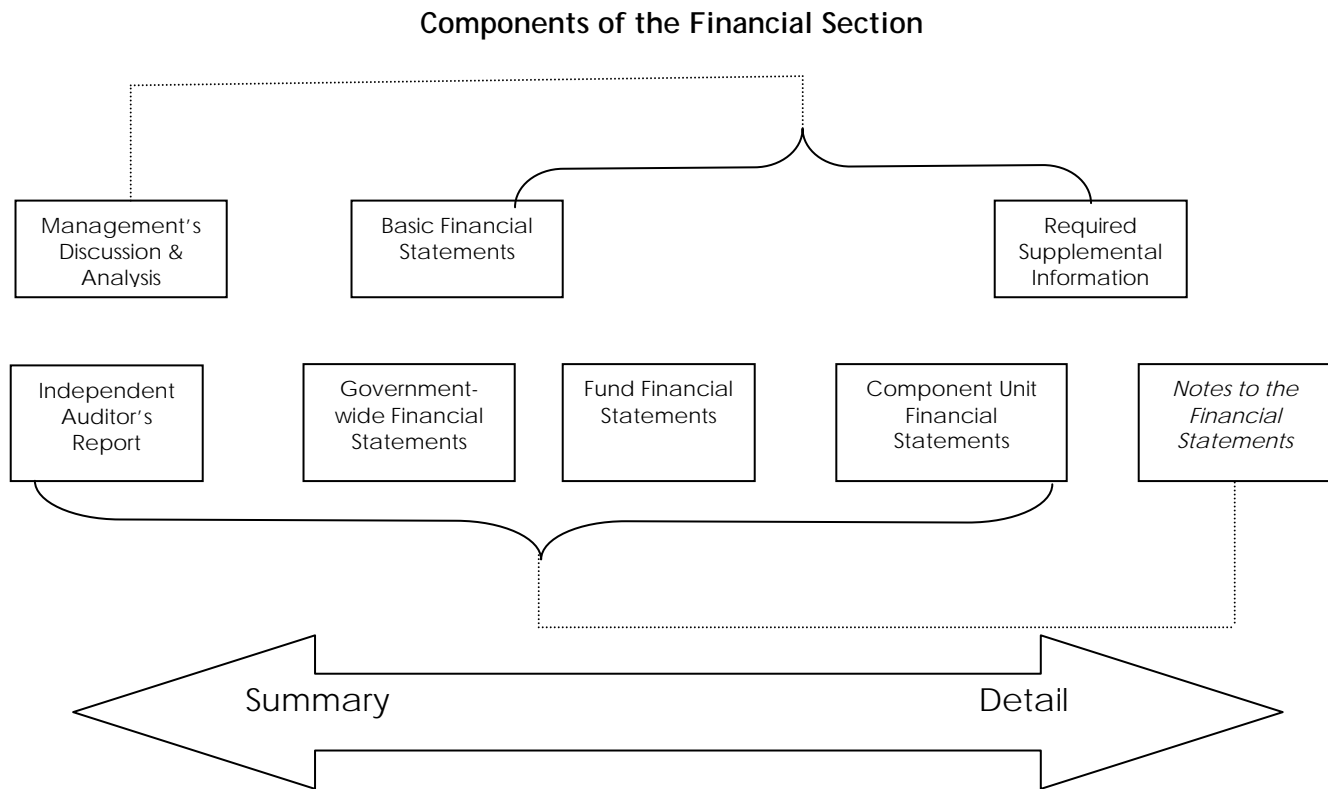 Components of the Financial Section
Management's
Discussion &
Analysis
Basic Financial
Statements
Required
Supplemental
Information
Independent
Auditor's
Report
Government-
wide Financial
Statements
Fund Financial
Statements
Component Unit
Financial
Statements
Notes to the
Financial
Statements
Summary
Detail